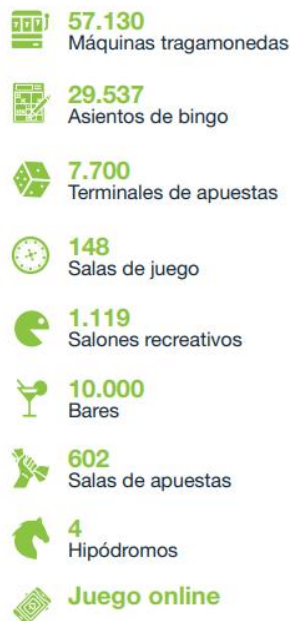 777
57.130
Máquinas tragamonedas
29.537
Asientos de bingo
7.700
Terminales de apuestas
148
Salas de juego
1.119
Salones recreativos
10.000
Bares
602
Salas de apuestas
4
Hipódromos
Juego online